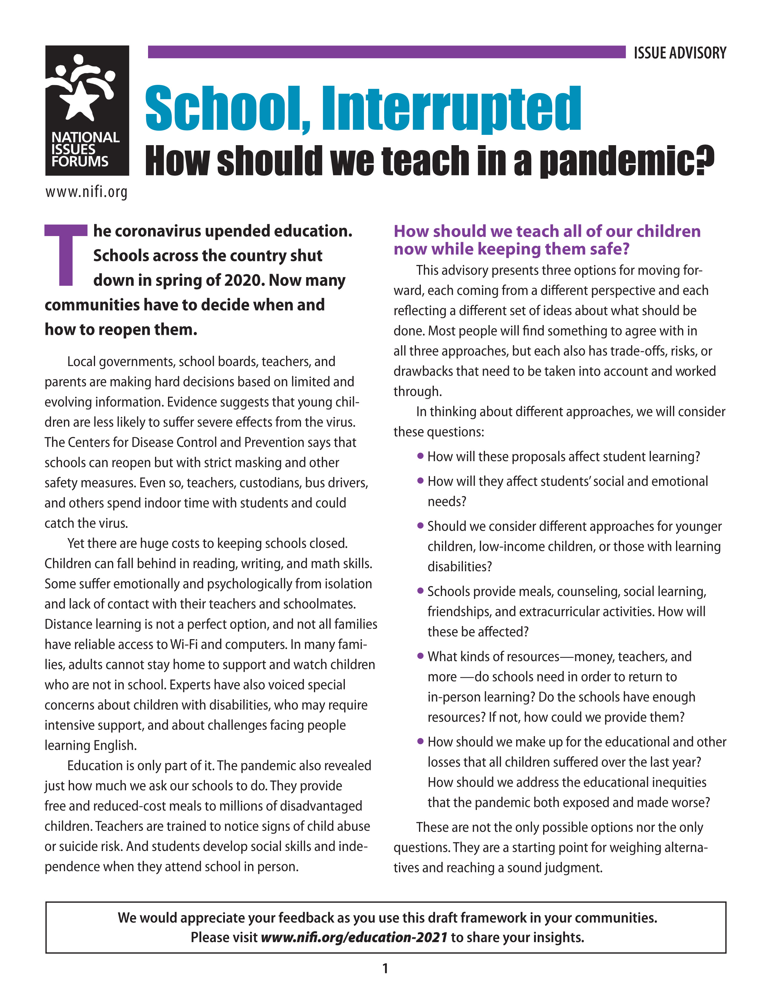 ISSUE ADVISORY
NATIONAL
ISSUES
FORUMS
www.nifi.org
School, Interrupted
How should we teach in a pandemic?
The coronavirus upended education.
Schools across the country shut
down in spring of 2020. Now many
communities have to decide when and
how to reopen them.
Local governments, school boards, teachers, and
parents are making hard decisions based on limited and
evolving information. Evidence suggests that young chil-
dren are less likely to suffer severe effects from the virus.
The Centers for Disease Control and Prevention says that
schools can reopen but with strict masking and other
safety measures. Even so, teachers, custodians, bus drivers,
and others spend indoor time with students and could
catch the virus.
Yet there are huge costs to keeping schools closed.
Children can fall behind in reading, writing, and math skills.
Some suffer emotionally and psychologically from isolation
and lack of contact with their teachers and schoolmates.
Distance learning is not a perfect option, and not all families
have reliable access to Wi-Fi and computers. In many fami-
lies, adults cannot stay home to support and watch children
who are not in school. Experts have also voiced special
concerns about children with disabilities, who may require
intensive support, and about challenges facing people
learning English.
Education is only part of it. The pandemic also revealed
just how much we ask our schools to do. They provide
free and reduced-cost meals to millions of disadvantaged
children. Teachers are trained to notice signs of child abuse
or suicide risk. And students develop social skills and inde-
pendence when they attend school in person.
How should we teach all of our children
now while keeping them safe?
This advisory presents three options for moving for-
ward, each coming from a different perspective and each
reflecting a different set of ideas about what should be
done. Most people will find something to agree with in
all three approaches, but each also has trade-offs, risks, or
drawbacks that need to be taken into account and worked
through.
In thinking about different approaches, we will consider
these questions:
• How will these proposals affect student learning?
• How will they affect students’ social and emotional
needs?
• Should we consider different approaches for younger
children, low-income children, or those with learning
disabilities?
• Schools provide meals, counseling, social learning,
friendships, and extracurricular activities. How will
these be affected?
• What kinds of resources—money, teachers, and
more —do schools need in order to return to
in-person learning? Do the schools have enough
resources? If not, how could we provide them?
• How should we make up for the educational and other
losses that all children suffered over the last year?
How should we address the educational inequities
that the pandemic both exposed and made worse?
These are not the only possible options nor the only
questions. They are a starting point for weighing alterna-
tives and reaching a sound judgment.
We would appreciate your feedback as you use this draft framework in your communities.
Please visit www.nifi.org/education-2021 to share your insights.
1